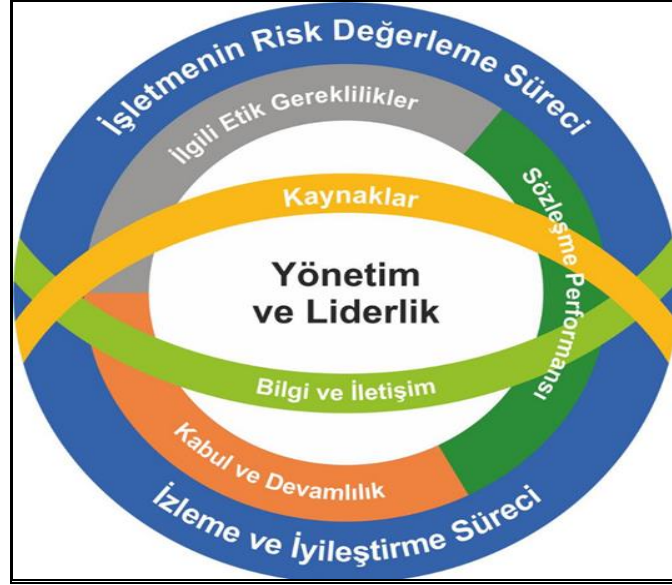 İşletmenin Risk Değerleme Süreci
İlgili Etik Gereklilikler
Kaynaklar
Sözleşme Performansı
Yönetim
ve Liderlik
Bilgi ve İletişim
Kabul ve Devamlılık
İzleme ve İyileştirme Süreci